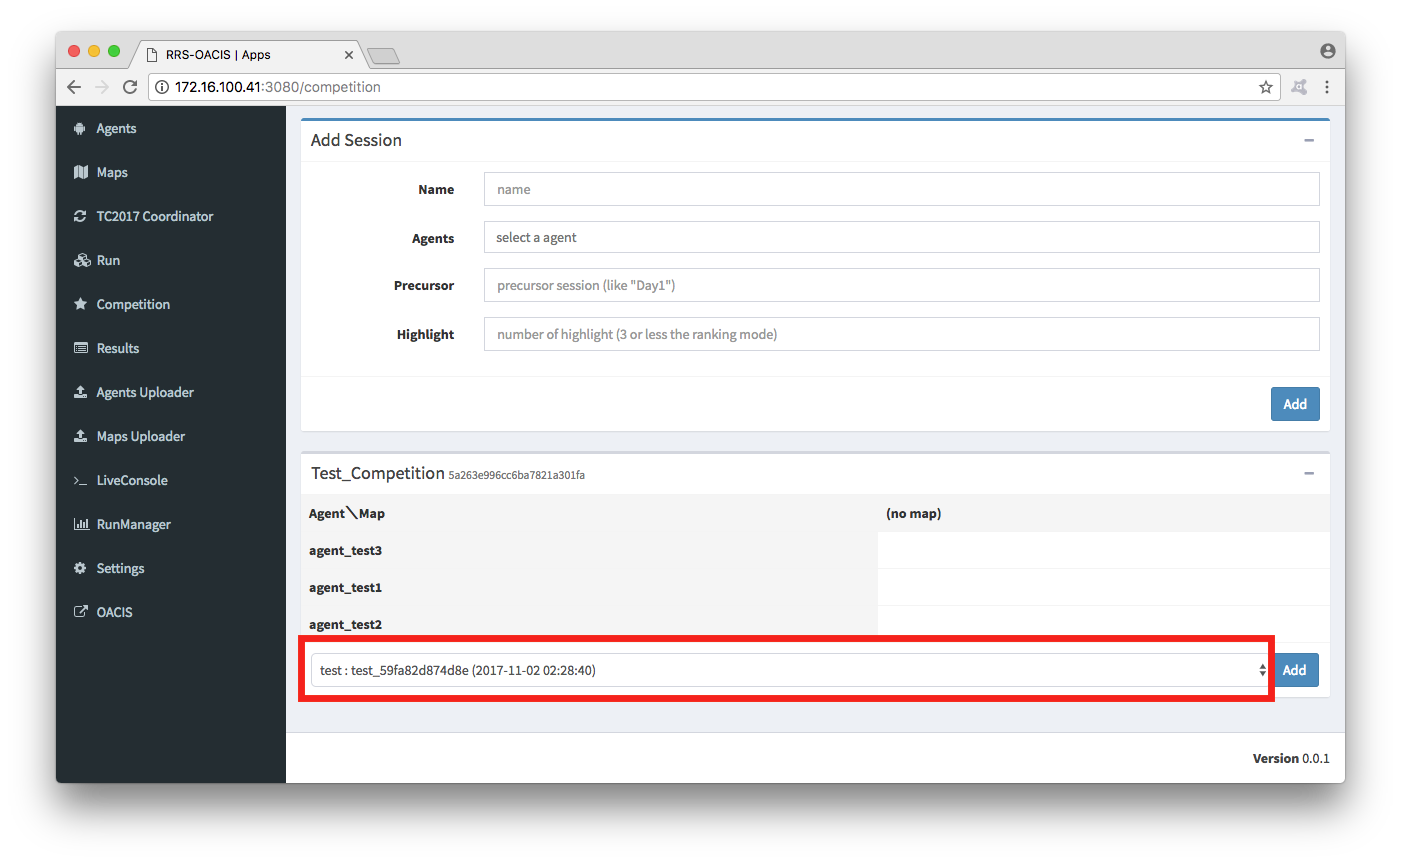 RRS-OACIS | Apps
172.16.100.41:3080/competition
Agents
Maps
TC2017 Coordinator
Run
Competition
Results
Agents Uploader
Maps Uploader
>_ LiveConsole
RunManager
Settings
OACIS
Add Session
Name name
Agents select a agent
Precursor precursor session (like "Day1")
Highlight number of highlight (3 or less the ranking mode)
Add
Test_Competition 5a263e996cc6ba7821a301fa
Agent＼Map (no map)
agent_test3
agent_test1
agent_test2
test : test_59fa82d874d8e (2017-11-02 02:28:40) Add
Version 0.0.1